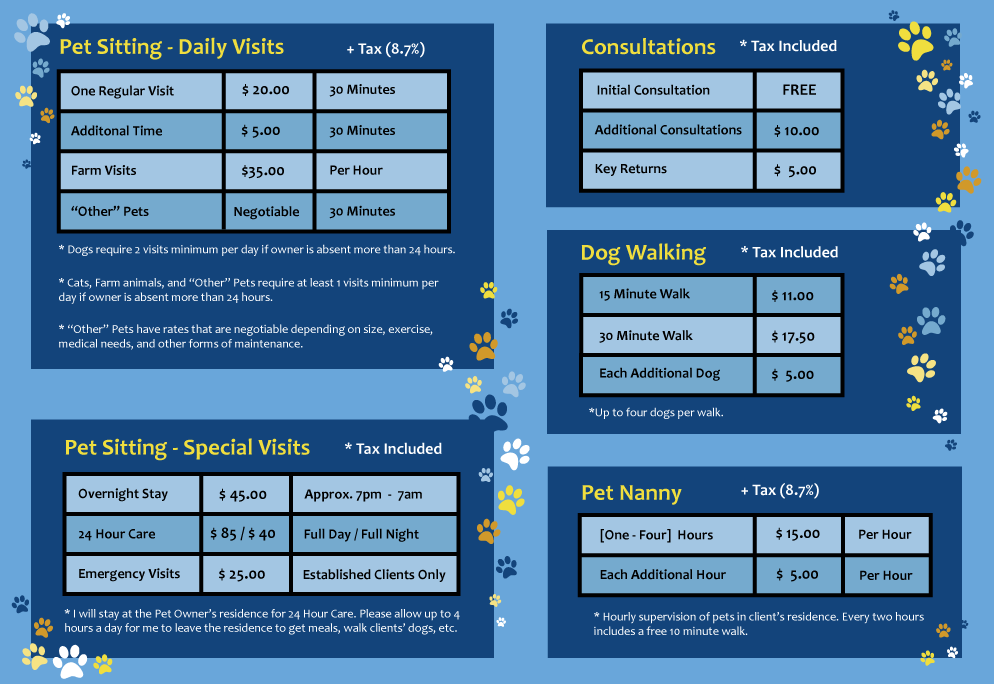 Pet Sitting - Daily Visits + Tax (8.7%)
One Regular Visit $ 20.00 30 Minutes
Additonal Time $ 5.00 30 Minutes
Farm Visits $35.00 Per Hour
“Other” Pets Negotiable 30 Minutes
* Dogs require 2 visits minimum per day if owner is absent more than 24 hours.
* Cats, Farm animals, and “Other” Pets require at least 1 visits minimum per
day if owner is absent more than 24 hours.
* “Other” Pets have rates that are negotiable depending on size, exercise,
medical needs, and other forms of maintenance.
Pet Sitting - Special Visits * Tax Included
Overnight Stay $ 45.00 Approx. 7pm - 7am
24 Hour Care $ 85 / $ 40 Full Day / Full Night
Emergency Visits $ 25.00 Established Clients Only
* I will stay at the Pet Owner’s residence for 24 Hour Care. Please allow up to 4
hours a day for me to leave the residence to get meals, walk clients’ dogs, etc.
Consultations * Tax Included
Initial Consultation FREE
Additional Consultations $ 10.00
Key Returns $ 5.00
Dog Walking * Tax Included
15 Minute Walk $ 11.00
30 Minute Walk $ 17.50
Each Additional Dog $ 5.00
*Up to four dogs per walk.
Pet Nanny + Tax (8.7%)
[One - Four] Hours $ 15.00 Per Hour
Each Additional Hour $ 5.00 Per Hour
* Hourly supervision of pets in client’s residence. Every two hours
includes a free 10 minute walk.